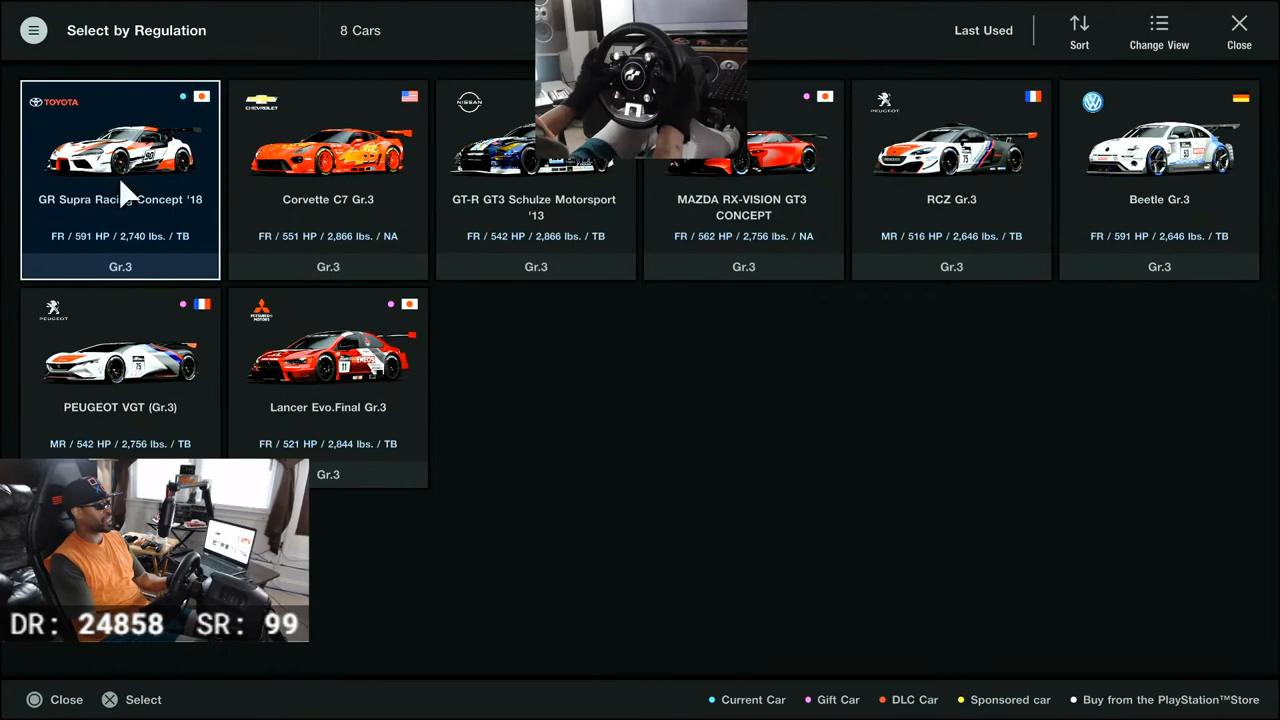 Select by Regulation
8 Cars
Last Used
Sort
Change View
Close
TOYOTA
GR Supra Racing Concept '18
FR / 591 HP / 2,740 lbs. / TB
Gr.3
CHEVROLET
Corvette C7 Gr.3
FR / 551 HP / 2,866 lbs. / NA
Gr.3
NISSAN
GT-R GT3 Schulze Motorsport
'13
FR / 542 HP / 2,866 lbs. / TB
Gr.3
MAZDA RX-VISION GT3
CONCEPT
FR / 562 HP / 2,756 lbs. / NA
Gr.3
PEUGEOT
RCZ Gr.3
MR / 516 HP / 2,646 lbs. / TB
Gr.3
Beetle Gr.3
FR / 591 HP / 2,646 lbs. / TB
Gr.3
PEUGEOT
PEUGEOT VGT (Gr.3)
MR / 542 HP / 2,756 lbs. / TB
MITSUBISHI
MOTORS
Lancer Evo.Final Gr.3
FR / 521 HP / 2,844 lbs. / TB
Gr.3
DR: 24858 SR: 99
Close
Select
Current Car
Gift Car
DLC Car
Sponsored car
Buy from the PlayStation™Store